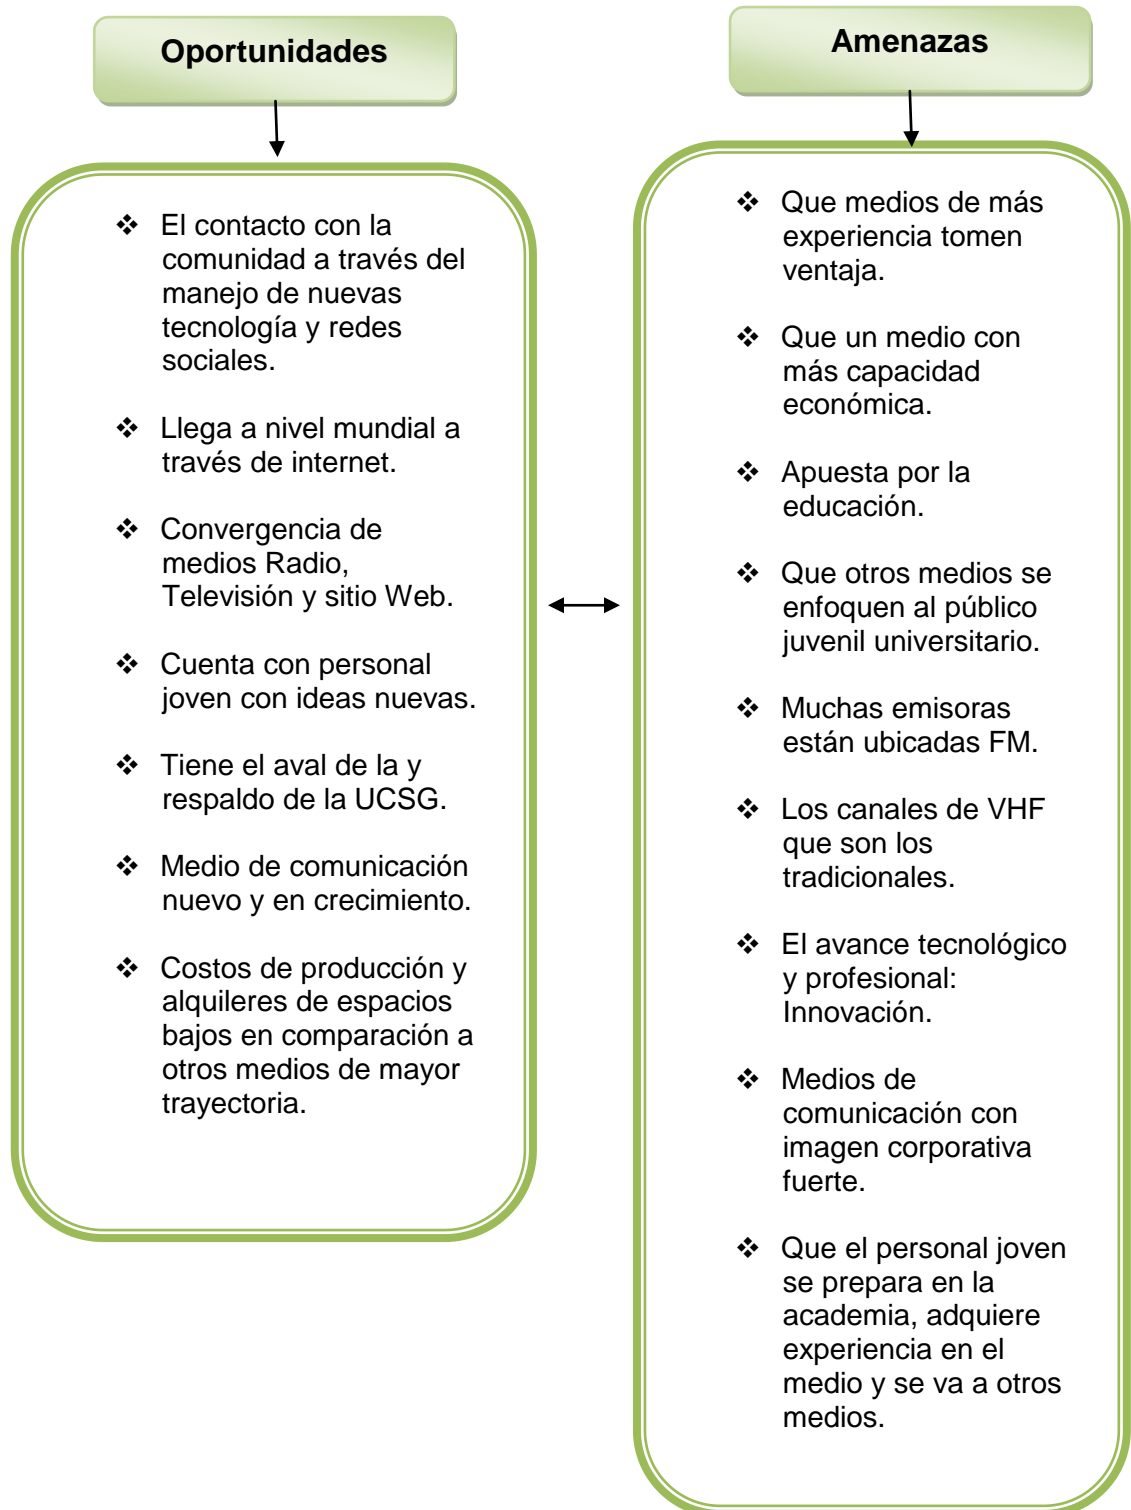 Oportunidades
❖ El contacto con la
comunidad a través del
manejo de nuevas
tecnología y redes
sociales.
❖ Llega a nivel mundial a
través de internet.
❖ Convergencia de
medios Radio,
Televisión y sitio Web.
❖ Cuenta con personal
joven con ideas nuevas.
❖ Tiene el aval de la y
respaldo de la UCSG.
❖ Medio de comunicación
nuevo y en crecimiento.
❖ Costos de producción y
alquileres de espacios
bajos en comparación a
otros medios de mayor
trayectoria.
Amenazas
❖ Que medios de más
experiencia tomen
ventaja.
❖ Que un medio con
más capacidad
económica.
❖ Apuesta por la
educación.
❖ Que otros medios se
enfoquen al público
juvenil universitario.
❖ Muchas emisoras
están ubicadas FM.
❖ Los canales de VHF
que son los
tradicionales.
❖ El avance tecnológico
y profesional:
Innovación.
❖ Medios de
comunicación con
imagen corporativa
fuerte.
❖ Que el personal joven
se prepara en la
academia, adquiere
experiencia en el
medio y se va a otros
medios.